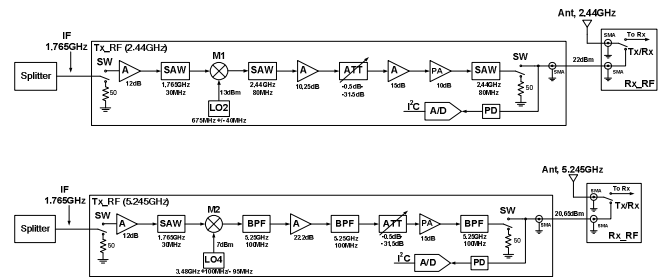 Ant, 2.44GHz
IF
1.765GHz
Tx_RF (2.44GHz)
SMA
To Rx
Tx/Rx
Rx_RF
Splitter
SW
50
A
12dB
SAW
1,765GHz
30MHz
M1
13dBm
LO2
675MHz +/- 40MHz
SAW
2,44GHz
80MHz
A
10,25dB
ATT
-0.5dB-
-31.5dB
A
15dB
PA
10dB
SAW
2.44GHz
80MHz
SW
50
SMA
22dBm
SMA
I²C
A/D
PD
Ant, 5.245GHz
IF
1.765GHz
Tx_RF (5.245GHz)
SMA
To Rx
Tx/Rx
Rx_RF
Splitter
SW
50
A
12dB
SAW
1,765GHz
30MHz
M2
7dBm
LO4
3,48GHz +100MHz/- 95MHz
BPF
5.25GHz
100MHz
A
22.2dB
BPF
5.25GHz
100MHz
ATT
-0.5dB-
-31.5dB
PA
15dB
BPF
5.25GHz
100MHz
SW
50
SMA
20,65dBm
SMA
I²C
A/D
PD